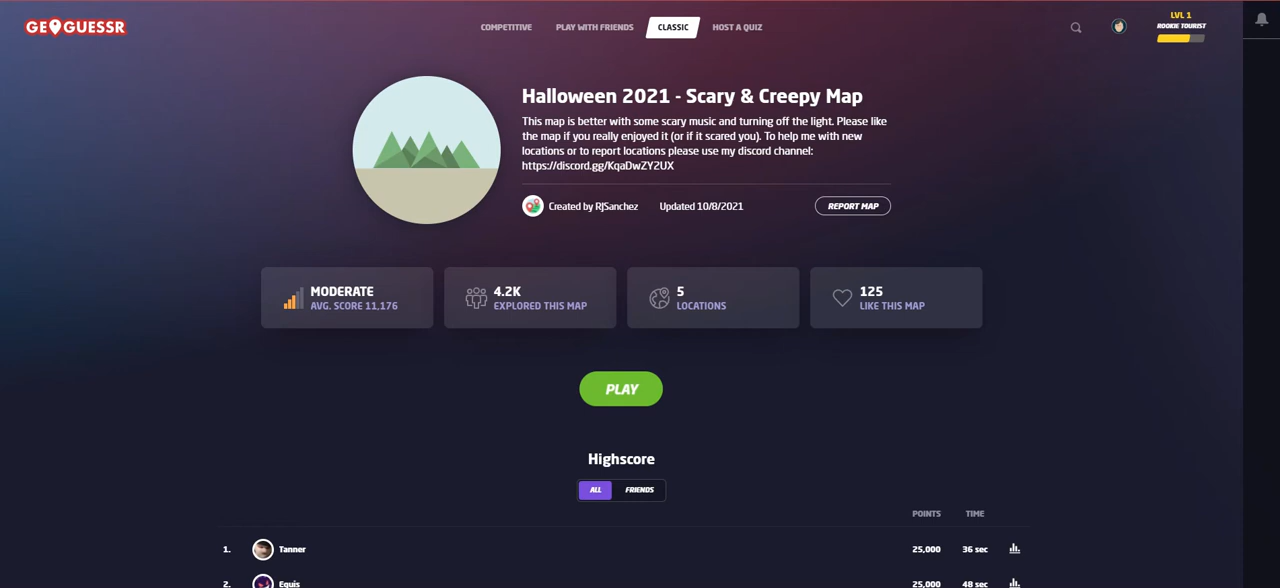 GEOGUESSR
COMPETITIVE
PLAY WITH FRIENDS
CLASSIC
HOST A QUIZ
LVL 1
ROOKIE TOURIST
Halloween 2021 - Scary & Creepy Map
This map is better with some scary music and turning off the light. Please like
the map if you really enjoyed it (or if it scared you). To help me with new
locations or to report locations please use my discord channel:
https://discord.gg/KqaDwZY2UX
Created by RJSanchez
Updated 10/8/2021
REPORT MAP
MODERATE
AVG. SCORE 11,176
4.2K
EXPLORED THIS MAP
5
LOCATIONS
125
LIKE THIS MAP
PLAY
Highscore
ALL
FRIENDS
POINTS
TIME
1. Tanner 25,000 36 sec
2. Equis 25,000 48 sec